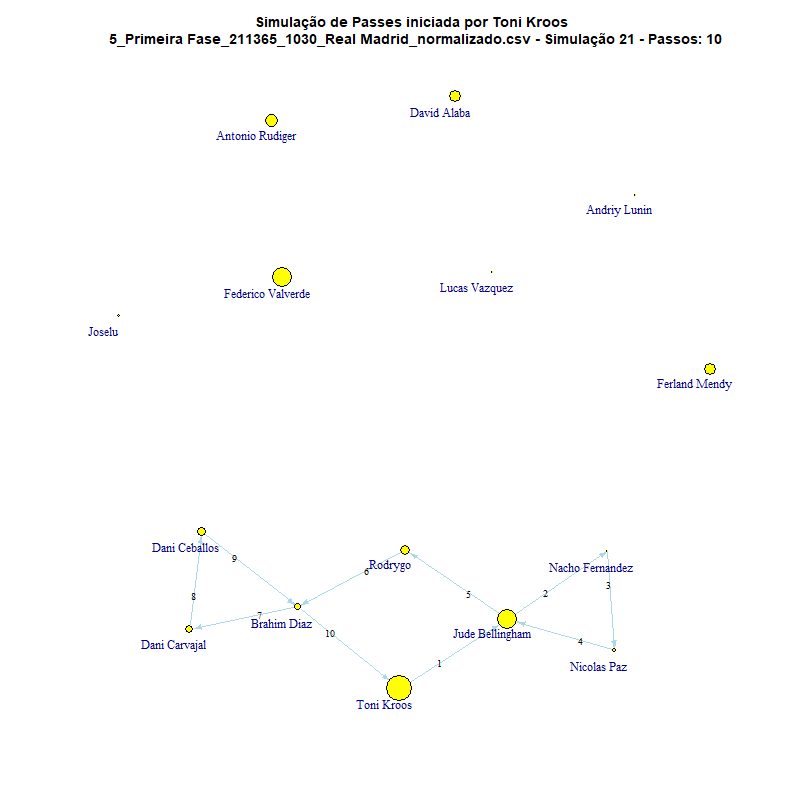 Simulação de Passes iniciada por Toni Kroos
5_Primeira Fase_211365_1030_Real Madrid_normalizado.csv - Simulação 21 - Passos: 10
David Alaba
Antonio Rudiger
Andriy Lunin
Lucas Vazquez
Federico Valverde
Joselu
Ferland Mendy
Dani Ceballos
9
Rodrygo
6
Nacho Fernandez
3
2
5
8
7
Brahim Diaz
10
Jude Bellingham
4
Dani Carvajal
1
Nicolas Paz
Toni Kroos